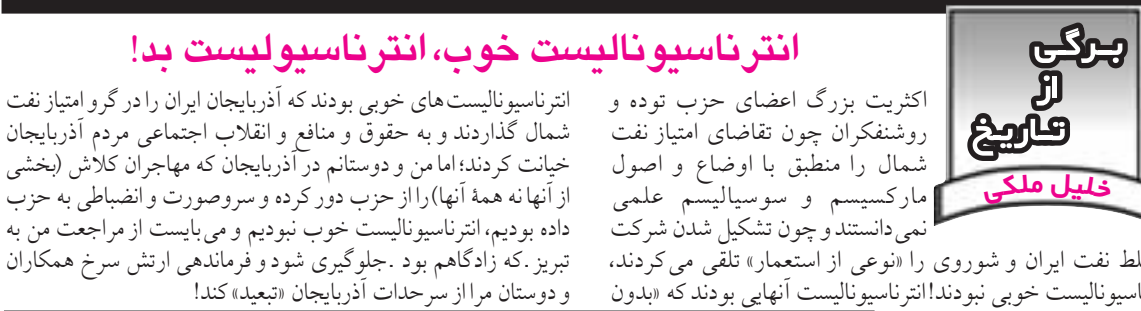 برگی
از
تاریخ
خلیل ملکی
انترناسیونالیست خوب، انترناسیولیست بد!
اکثریت بزرگ اعضای حزب توده و
روشنفکران چون تقاضای امتیاز نفت
شمال را منطبق با اوضاع و اصول
مارکسیسم و سوسیالیسم علمی
نمی‌دانستند و چون تشکیل شدن شرکت
لط نفت ایران و شوروی را «نوعی از استعمار» تلقی می‌کردند،
اسیونالیست خوبی نبودند! انترناسیونالیست آنهایی بودند که «بدون
انترناسیونالیست‌های خوبی بودند که آذربایجان ایران را در گرو امتیاز نفت
شمال گذاردند و به حقوق و منافع و انقلاب اجتماعی مردم آذربایجان
خیانت کردند؛ اما من و دوستانم در آذربایجان که مهاجران کلاش (بخشی
از آنها نه همهٔ آنها) را از حزب دور کرده و سروصورت و انضباطی به حزب
داده بودیم، انترناسیونالیست خوب نبودیم و می‌بایست از مراجعت من به
تبریز .که زادگاهم بود .جلوگیری شود و فرماندهی ارتش سرخ همکاران
و دوستان مرا از سرحدات آذربایجان «تبعید» کند!